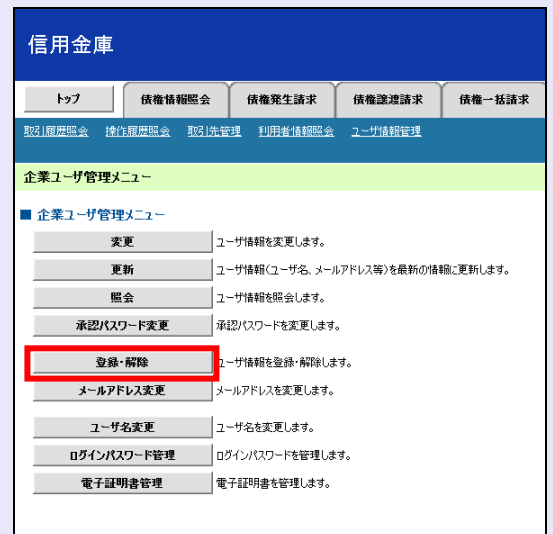 信用金庫
トップ 債権情報照会 債権発生請求 債権譲渡請求 債権一括請求
取引履歴照会 操作履歴照会 取引先管理 利用者情報照会 ユーザ情報管理
企業ユーザ管理メニュー
■ 企業ユーザ管理メニュー
変更 ユーザ情報を変更します。
更新 ユーザ情報(ユーザ名、メールアドレス等)を最新の情報に更新します。
照会 ユーザ情報を照会します。
承認パスワード変更 承認パスワードを変更します。
登録・解除 ユーザ情報を登録・解除します。
メールアドレス変更 メールアドレスを変更します。
ユーザ名変更 ユーザ名を変更します。
ログインパスワード管理 ログインパスワードを管理します。
電子証明書管理 電子証明書を管理します。